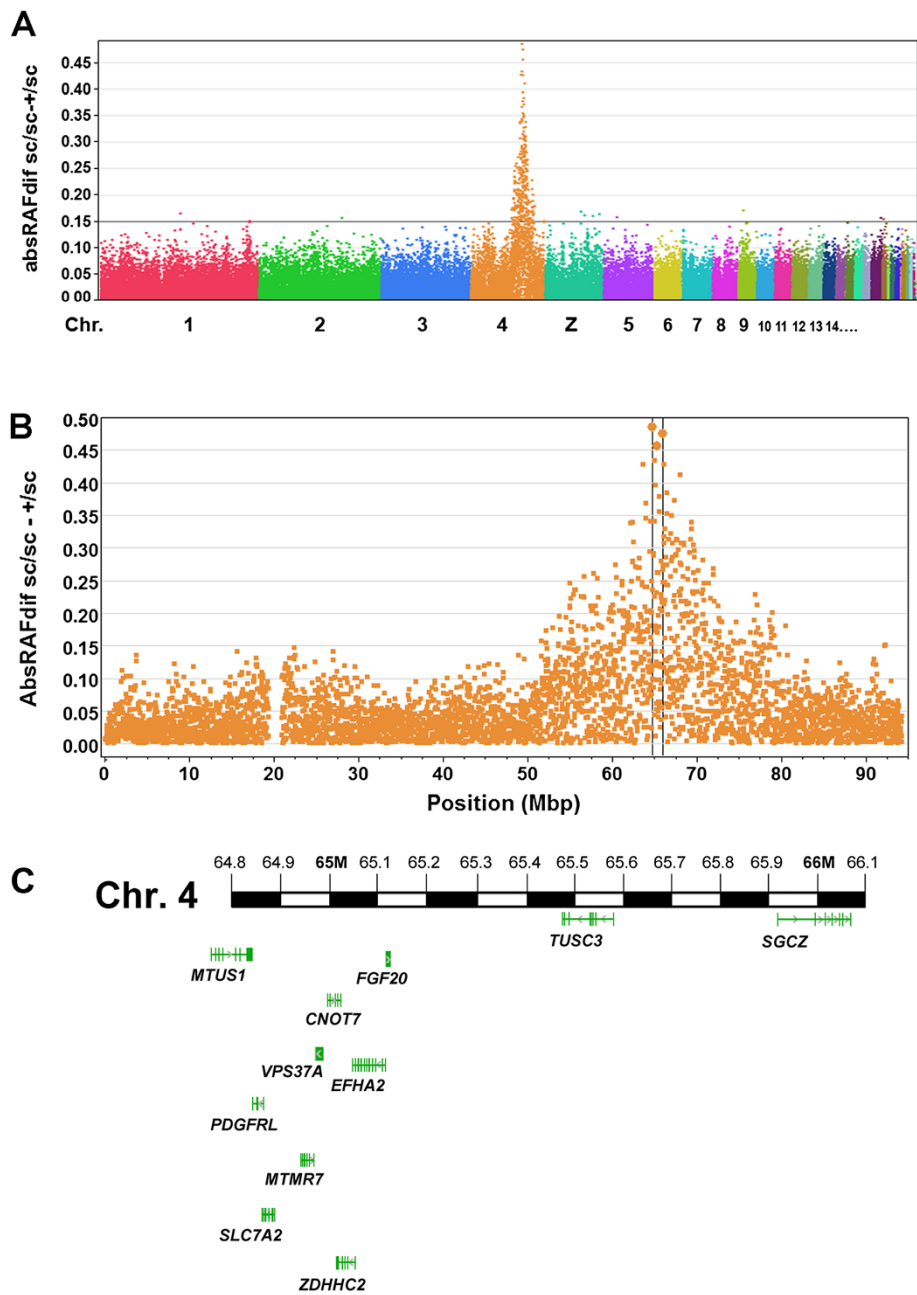 A
absRAFdif sc/sc-+/sc
0.45
0.40
0.35
0.30
0.25
0.20
0.15
0.10
0.05
0 00
Chr. 1 2 3 4 Z 5 6 7 8 9 10 11 12 13 14....
B
AbsRAFdif sc/sc - +/sc
0.50
0.45
0.40
0.35
0.30
0.25
0.20
0.15
0.10
0.05
0.00
0 10 20 30 40 50 60 70 80 90
Position (Mbp)
C
64.8 64.9 65M 65.1 65.2 65.3 65.4 65.5 65.6 65.7 65.8 65.9 66M 66.1
Chr. 4
TUSC3 SGCZ
MTUS1 FGF20
CNOT7
VPS37A EFHA2
PDGFRL
MTMR7
SLC7A2
ZDHHC2